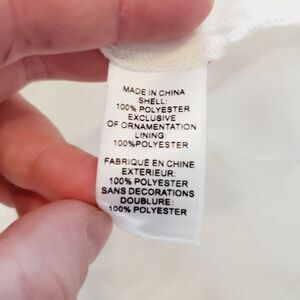 MADE IN CHINA
SHELL:
100% POLYESTER
EXCLUSIVE
OF ORNAMENTATION
LINING:
100% POLYESTER
FABRIQUÉ EN CHINE
EXTERIEUR:
100% POLYESTER
SANS DECORATIONS
DOUBLURE:
100% POLYESTER